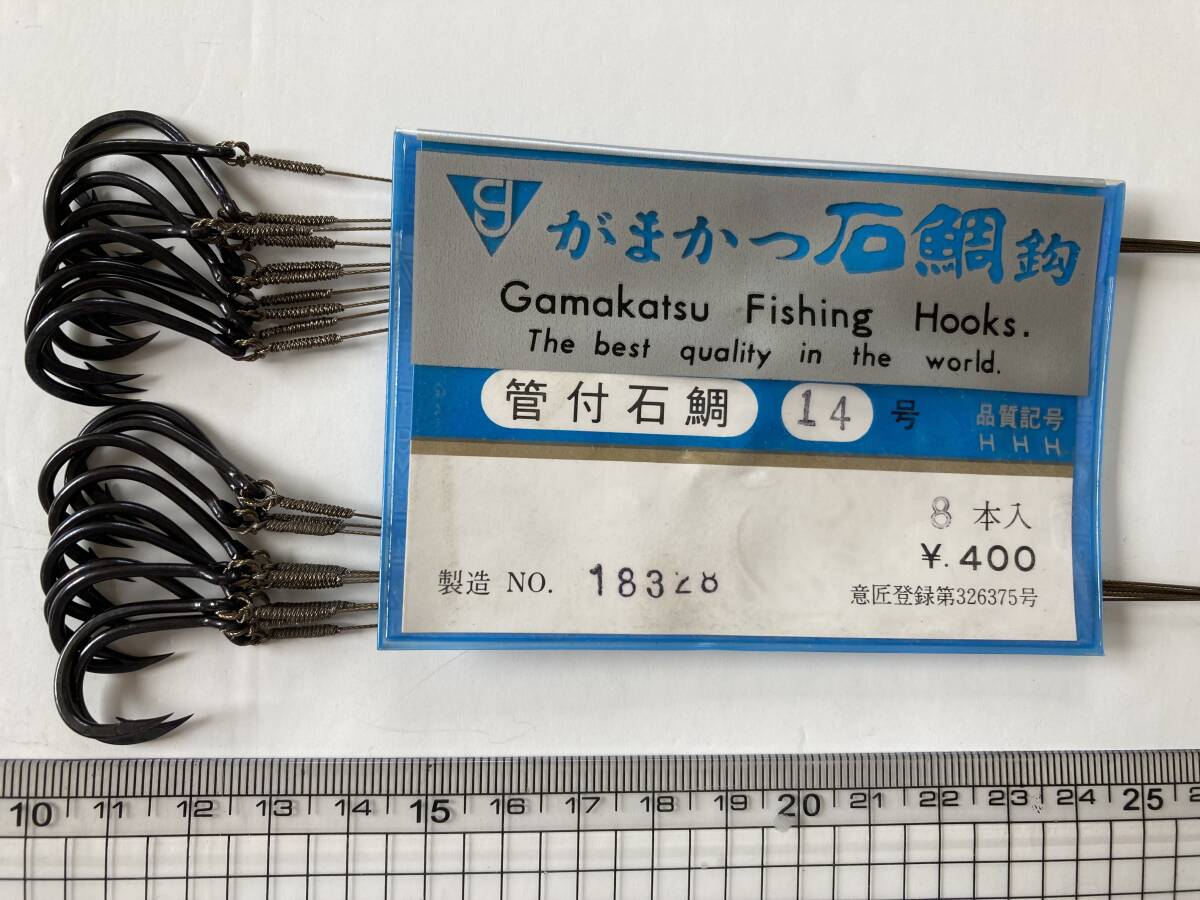 がまかつ石鯛鈎
Gamakatsu Fishing Hooks.
The best quality in the world.
管付石鯛 14 号
品質記号
H H H
8 本入
¥.400
製造 NO. 18328
意匠登録第326375号
10 11 12 13 14 15 16 17 18 19 20 21 22 23 24 25